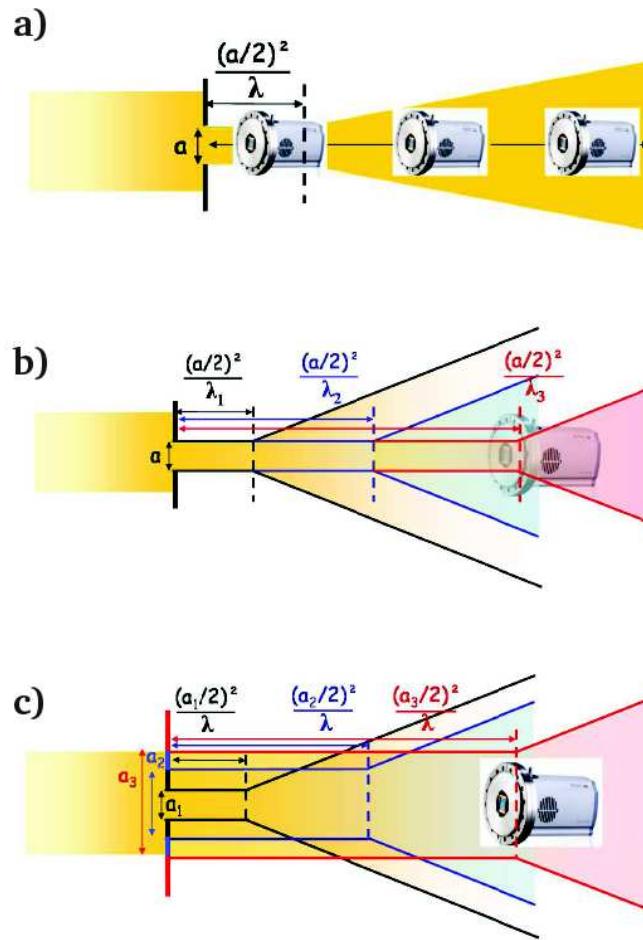 a)
(a/2)²
λ
a
b)
(a/2)²
λ₁
(a/2)²
λ₂
(a/2)²
λ₃
a
c)
(a₁/2)²
λ
(a₂/2)²
λ
(a₃/2)²
λ
a₂
a₃
a₁